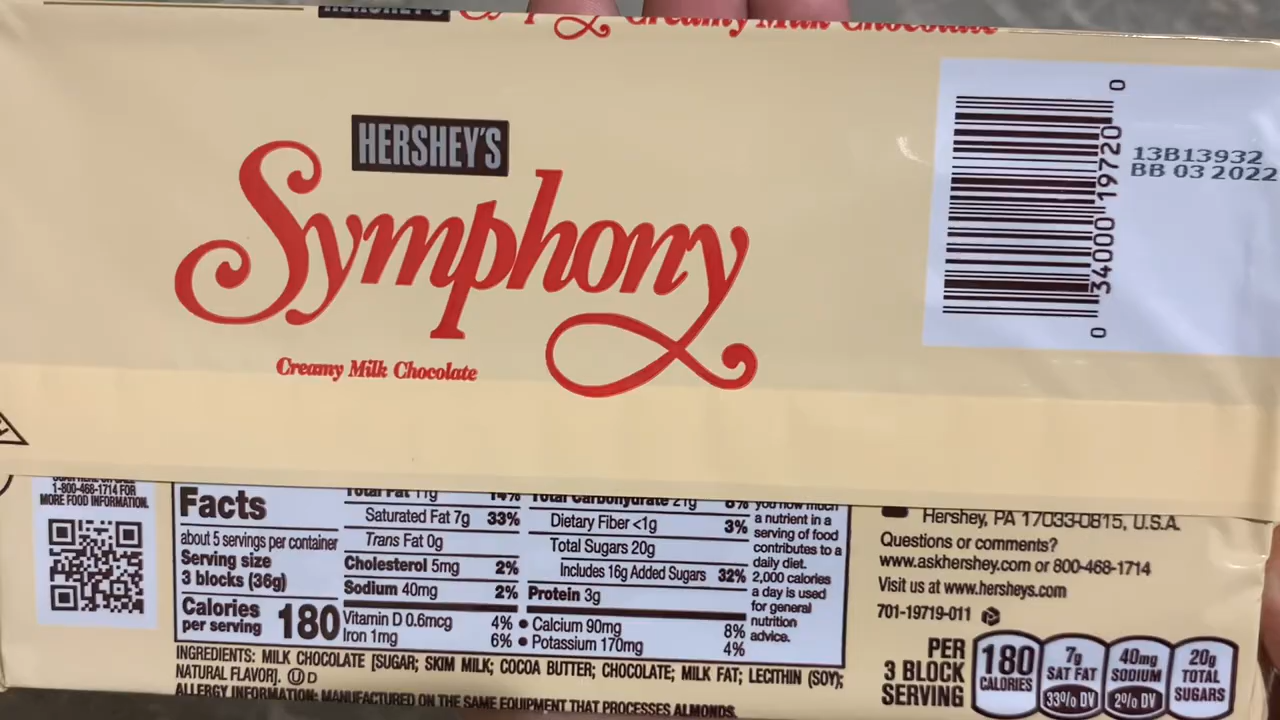 HERSHEY'S
Creamy Milk Chocolate
HERSHEY'S
Symphony
Creamy Milk Chocolate
0 34000 19720 0
13B13932
BB 03 2022
1-800-468-1714 FOR
MORE FOOD INFORMATION.
Facts
about 5 servings per container
Serving size
3 blocks (36g)
Calories
per serving 180
Total Fat 11g 14%
Saturated Fat 7g 33%
Trans Fat 0g
Cholesterol 5mg 2%
Sodium 40mg 2%
Total Carbohydrate 21g 8%
Dietary Fiber <1g 3%
Total Sugars 20g
Includes 16g Added Sugars 32%
Protein 3g
Vitamin D 0.6mcg 4% • Calcium 90mg 8%
Iron 1mg 6% • Potassium 170mg 4%
you how much
a nutrient in a
serving of food
contributes to a
daily diet.
2,000 calories
a day is used
for general
nutrition
advice.
INGREDIENTS: MILK CHOCOLATE [SUGAR; SKIM MILK; COCOA BUTTER; CHOCOLATE; MILK FAT; LECITHIN (SOY);
NATURAL FLAVOR]. U D
ALLERGY INFORMATION: MANUFACTURED ON THE SAME EQUIPMENT THAT PROCESSES ALMONDS.
Hershey, PA 17033-0815, U.S.A.
Questions or comments?
www.askhershey.com or 800-468-1714
Visit us at www.hersheys.com
701-19719-011
PER
3 BLOCK
SERVING
180
CALORIES
7g
SAT FAT
33% DV
40mg
SODIUM
2% DV
20g
TOTAL
SUGARS